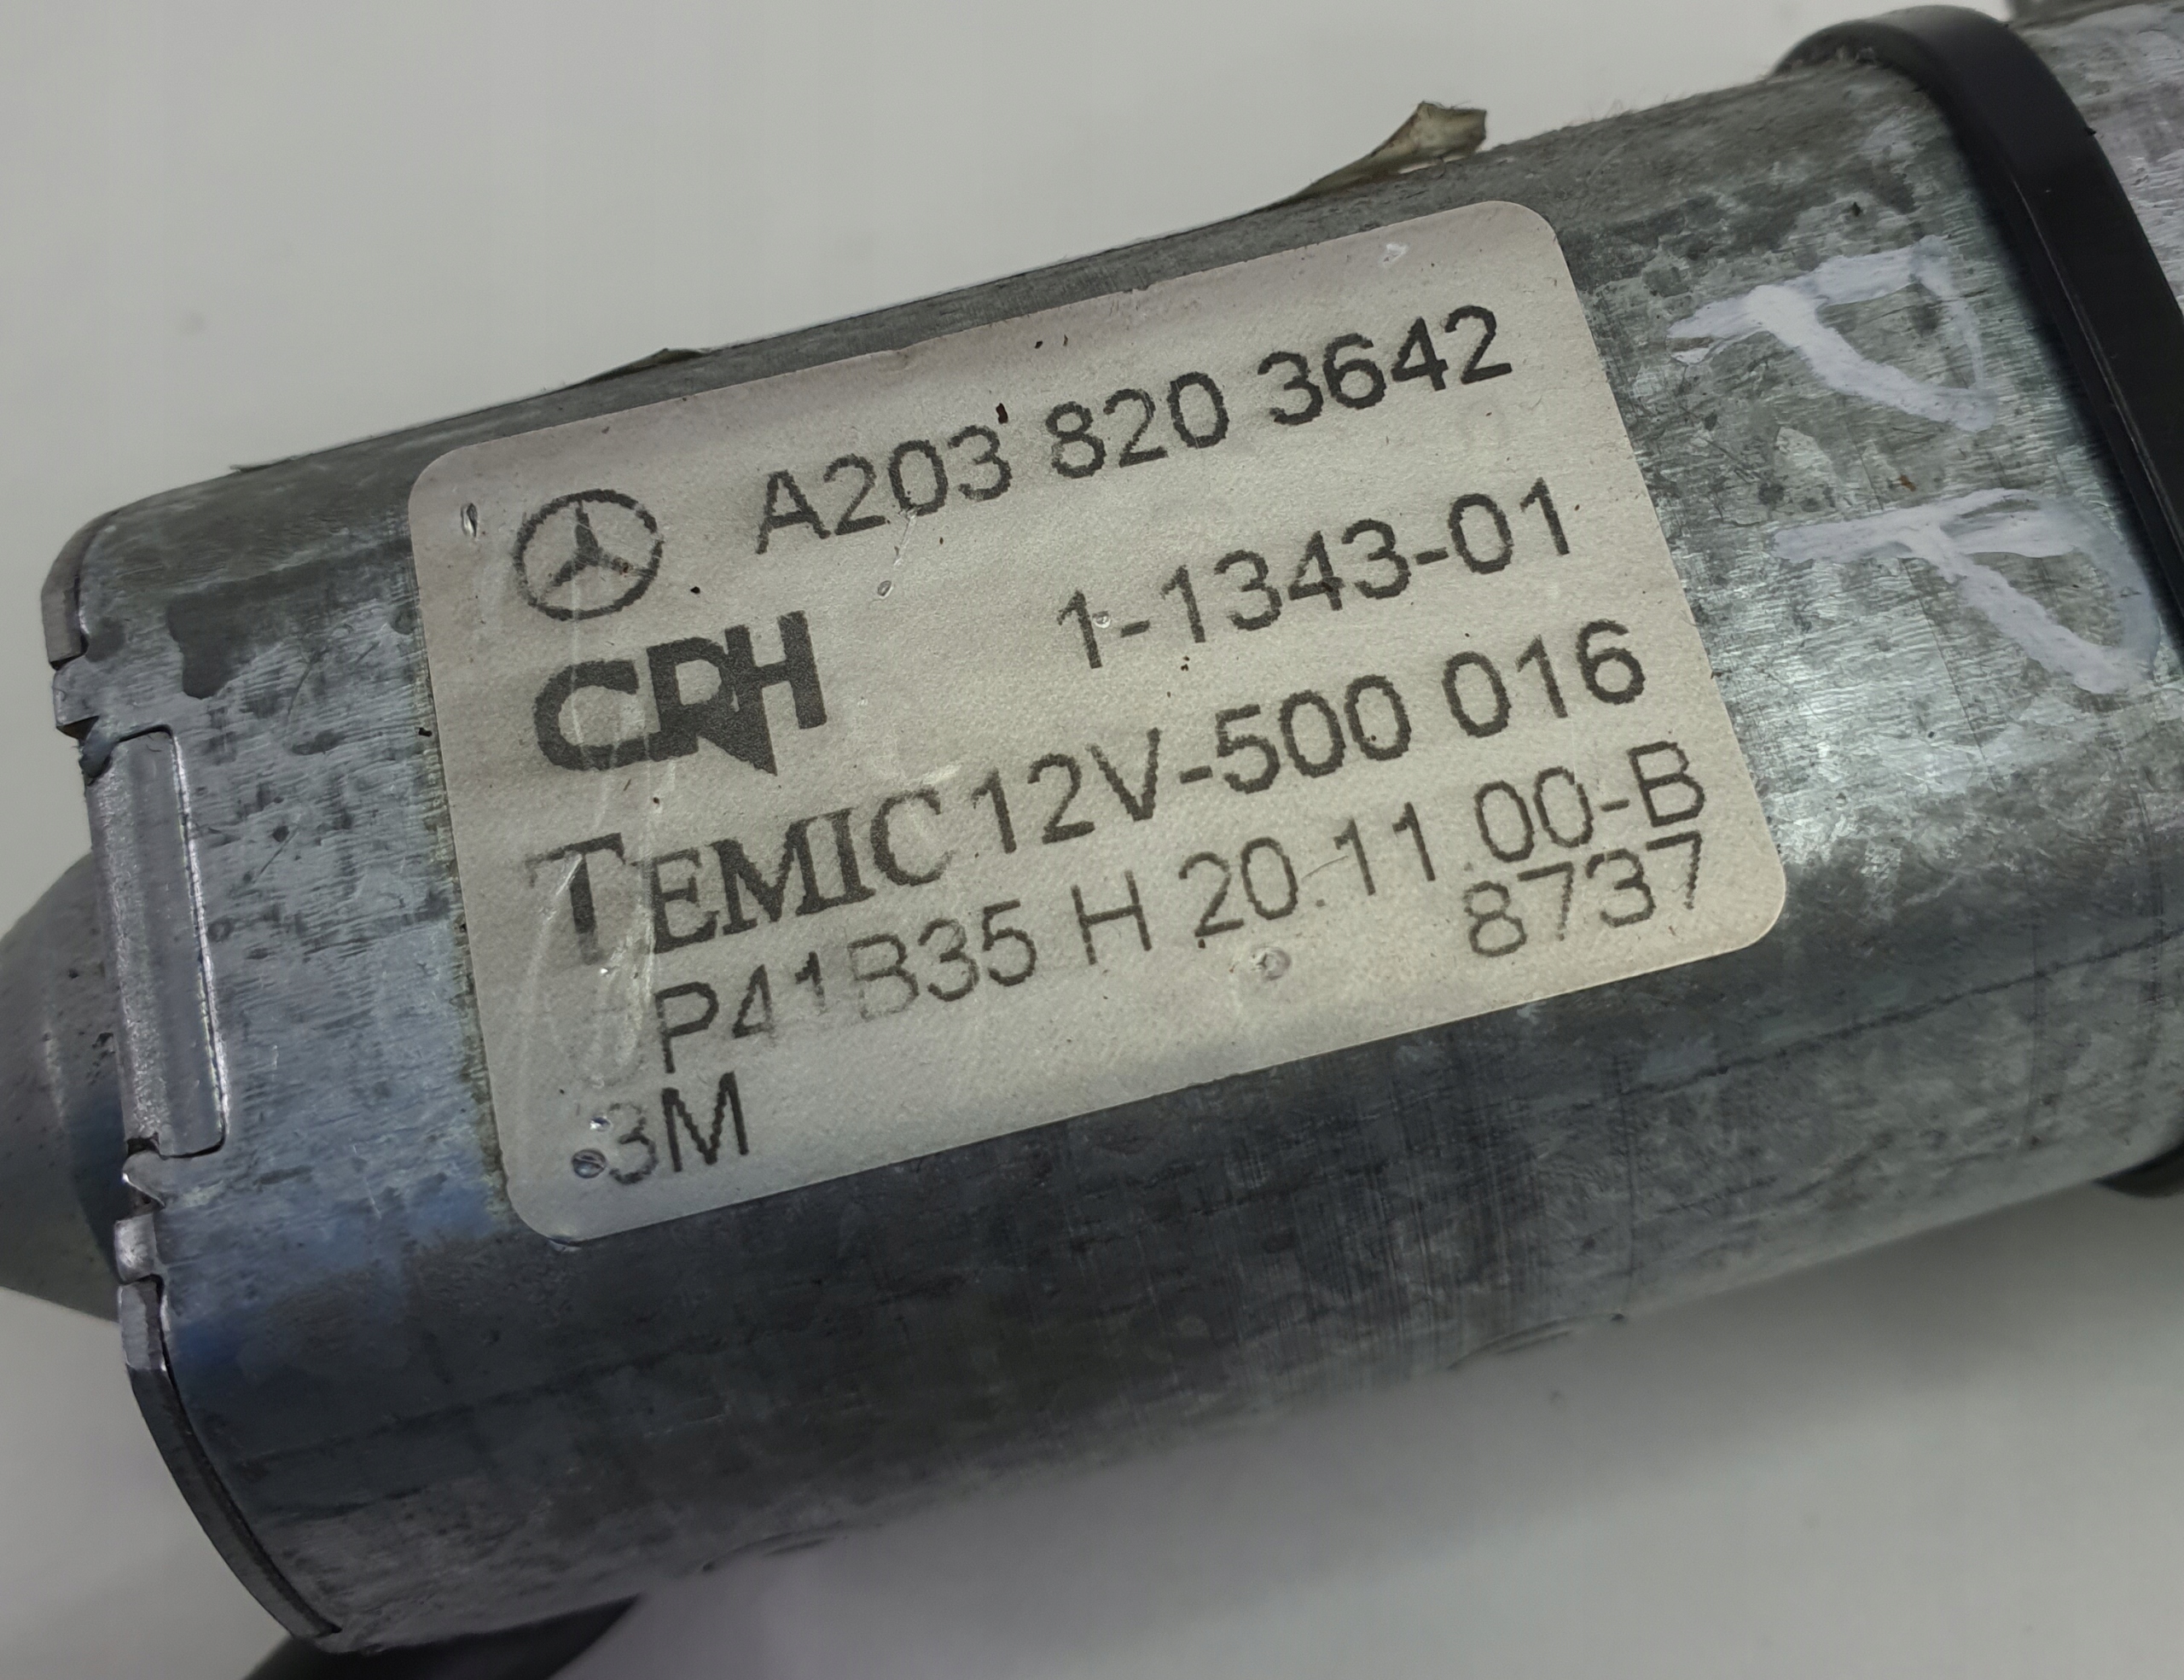 A203 820 3642
CRH 1-1343-01
TEMIC 12V-500 016
P41B35 H 20.11.00-B
8737
3M